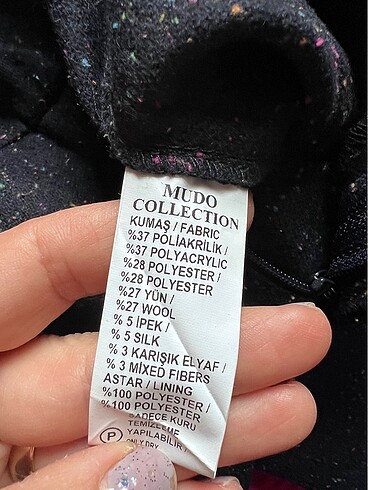 MUDO
COLLECTION
KUMAŞ / FABRIC
%37 POLİAKRİLİK /
%37 POLYACRYLIC
%28 POLYESTER /
%28 POLYESTER
%27 YÜN /
%27 WOOL
% 5 İPEK /
% 5 SILK
% 3 KARIŞIK ELYAF /
% 3 MIXED FIBERS
ASTAR / LINING
%100 POLYESTER /
%100 POLYESTER
SADECE KURU
TEMİZLEME
YAPILABİLİR /
P ONLY DRY